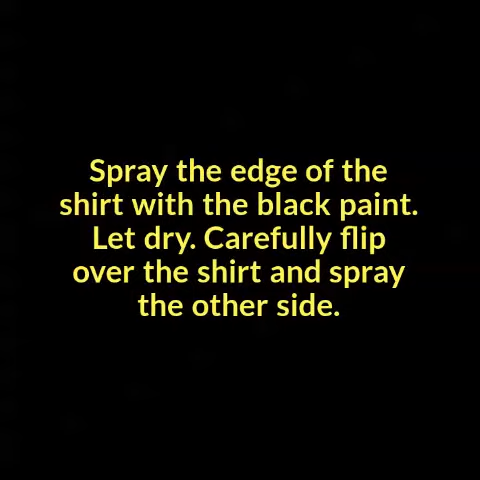 Spray the edge of the
shirt with the black paint.
Let dry. Carefully flip
over the shirt and spray
the other side.